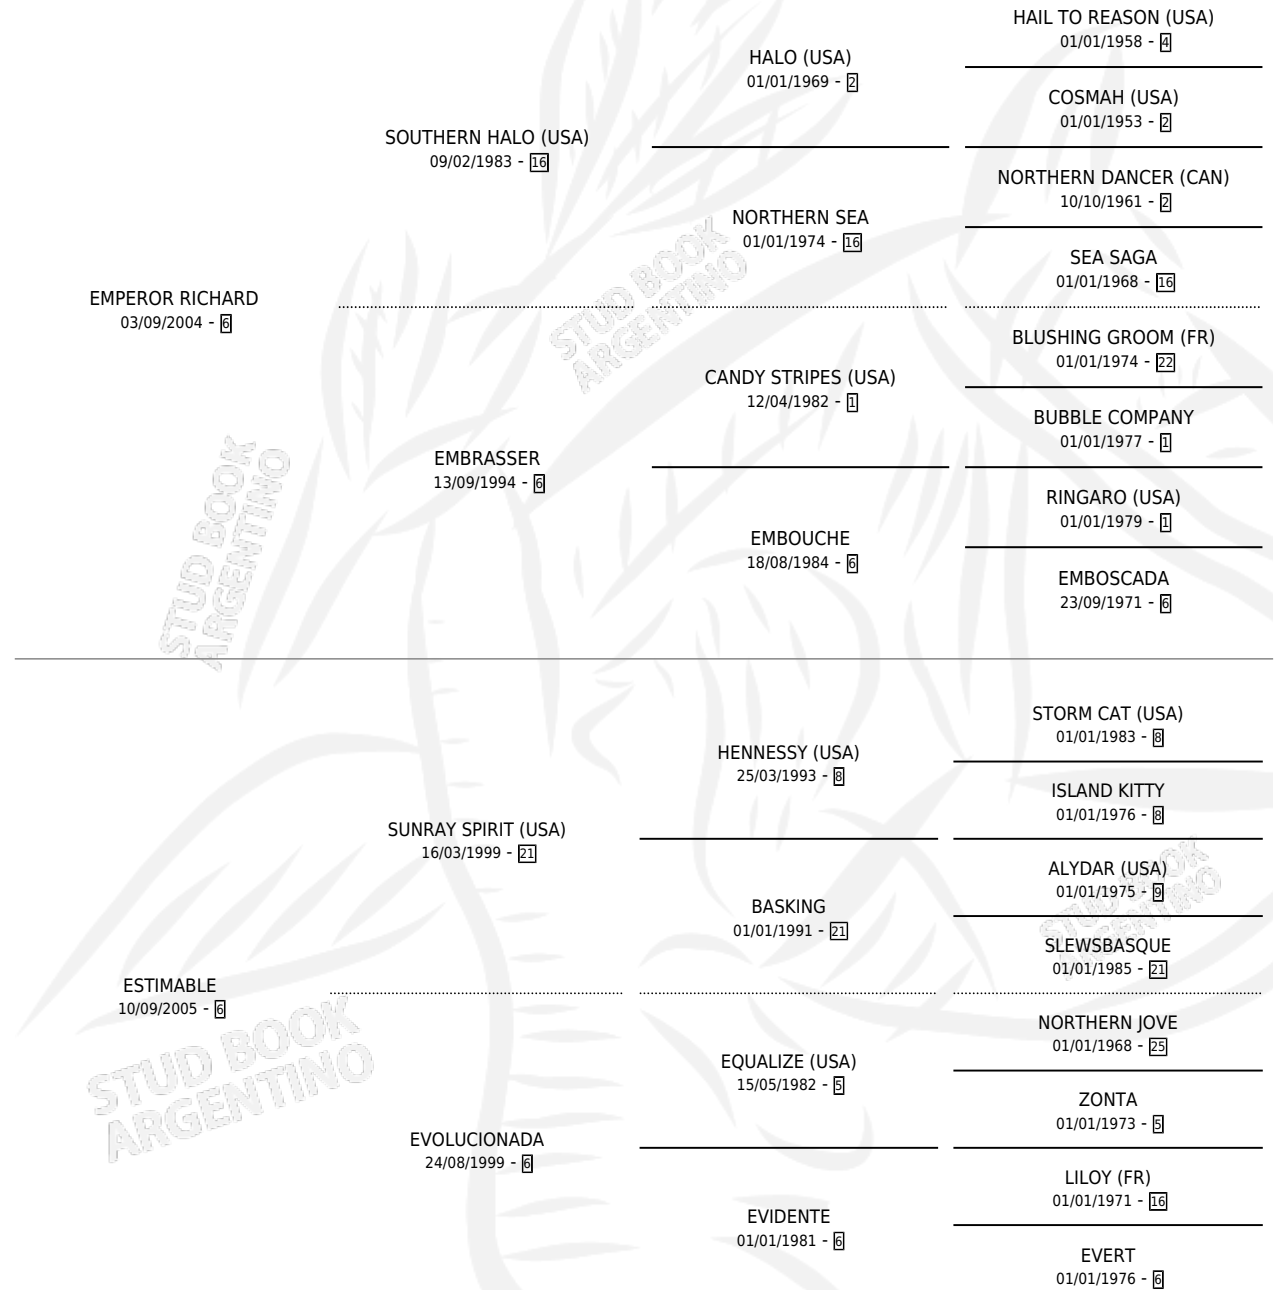 HAIL TO REASON (USA)
01/01/1958 - 4
HALO (USA)
01/01/1969 - 2
COSMAH (USA)
01/01/1953 - 2
SOUTHERN HALO (USA)
09/02/1983 - 16
NORTHERN DANCER (CAN)
10/10/1961 - 2
NORTHERN SEA
01/01/1974 - 16
SEA SAGA
01/01/1968 - 16
EMPEROR RICHARD
03/09/2004 - 6
STUD BOOK
ARGENTINO
BLUSHING GROOM (FR)
01/01/1974 - 22
CANDY STRIPES (USA)
12/04/1982 - 1
BUBBLE COMPANY
01/01/1977 - 1
EMBRASSER
13/09/1994 - 6
RINGARO (USA)
01/01/1979 - 1
EMBOUCHE
18/08/1984 - 6
EMBOSCADA
23/09/1971 - 6
STUD BOOK
ARGENTINO
STORM CAT (USA)
01/01/1983 - 8
HENNESSY (USA)
25/03/1993 - 8
ISLAND KITTY
01/01/1976 - 8
SUNRAY SPIRIT (USA)
16/03/1999 - 21
ALYDAR (USA)
01/01/1975 - 9
BASKING
01/01/1991 - 21
SLEWSBASQUE
01/01/1985 - 21
STUD BOOK
ARGENTINO
ESTIMABLE
10/09/2005 - 6
NORTHERN JOVE
01/01/1968 - 25
EQUALIZE (USA)
15/05/1982 - 5
ZONTA
01/01/1973 - 5
STUD BOOK
ARGENTINO
EVOLUCIONADA
24/08/1999 - 6
LILOY (FR)
01/01/1971 - 16
EVIDENTE
01/01/1981 - 6
EVERT
01/01/1976 - 6